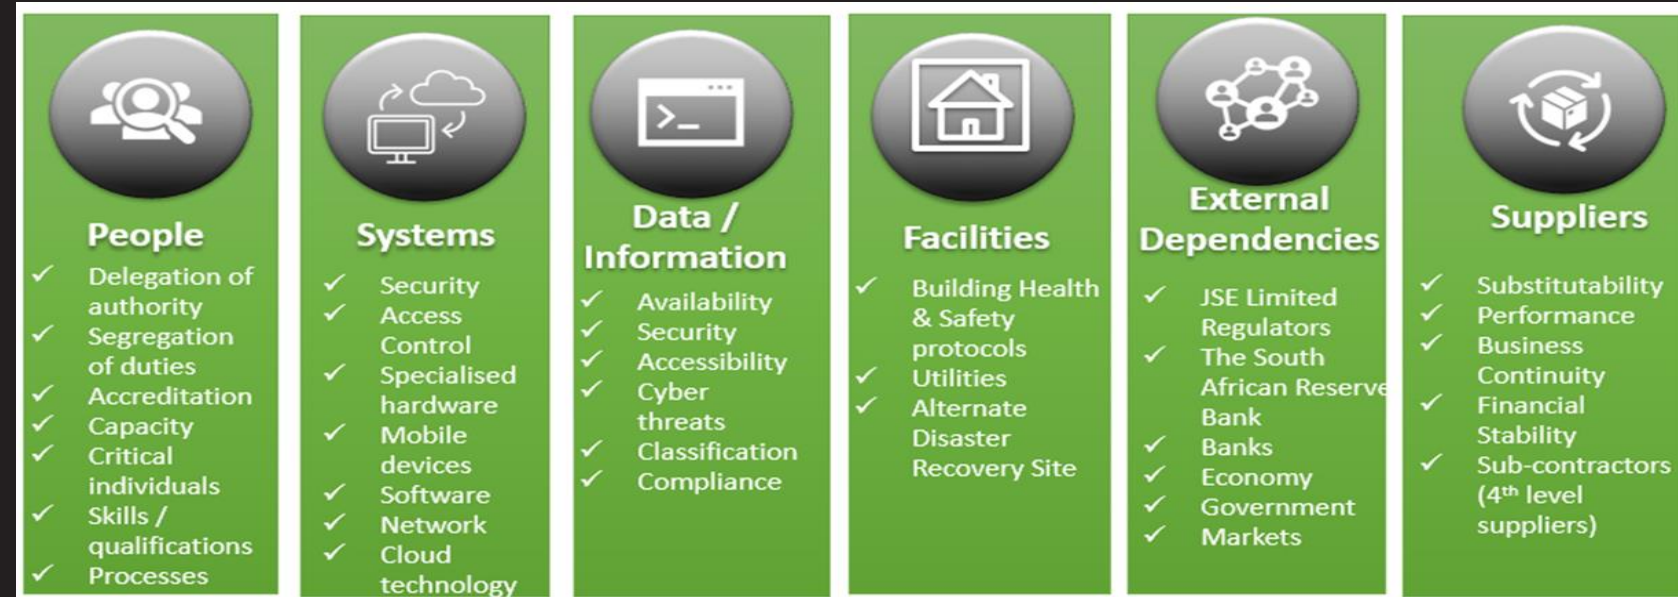 People
Delegation of
authority
Segregation
of duties
Accreditation
Capacity
Critical
individuals
Skills /
qualifications
Processes
Systems
Security
Access
Control
Specialised
hardware
Mobile
devices
Software
Network
Cloud
technology
Data /
Information
Availability
Security
Accessibility
Cyber
threats
Classification
Compliance
Facilities
Building Health
& Safety
protocols
Utilities
Alternate
Disaster
Recovery Site
External
Dependencies
JSE Limited
Regulators
The South
African Reserve
Bank
Banks
Economy
Government
Markets
Suppliers
Substitutability
Performance
Business
Continuity
Financial
Stability
Sub-contractors
(4th level
suppliers)